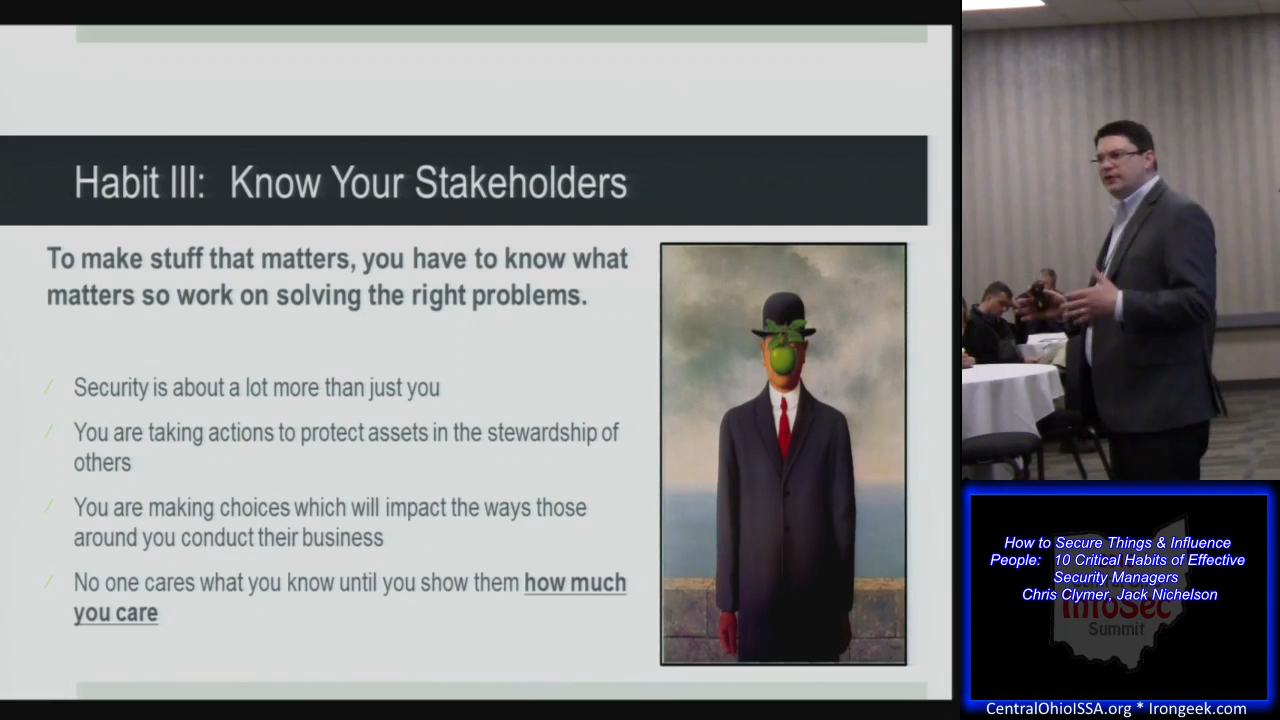 Habit III: Know Your Stakeholders
To make stuff that matters, you have to know what
matters so work on solving the right problems.
Security is about a lot more than just you
You are taking actions to protect assets in the stewardship of
others
You are making choices which will impact the ways those
around you conduct their business
No one cares what you know until you show them how much
you care
How to Secure Things & Influence
People: 10 Critical Habits of Effective
Security Managers
Chris Clymer, Jack Nichelson
InfoSec
Summit
CentralOhioISSA.org * Irongeek.com